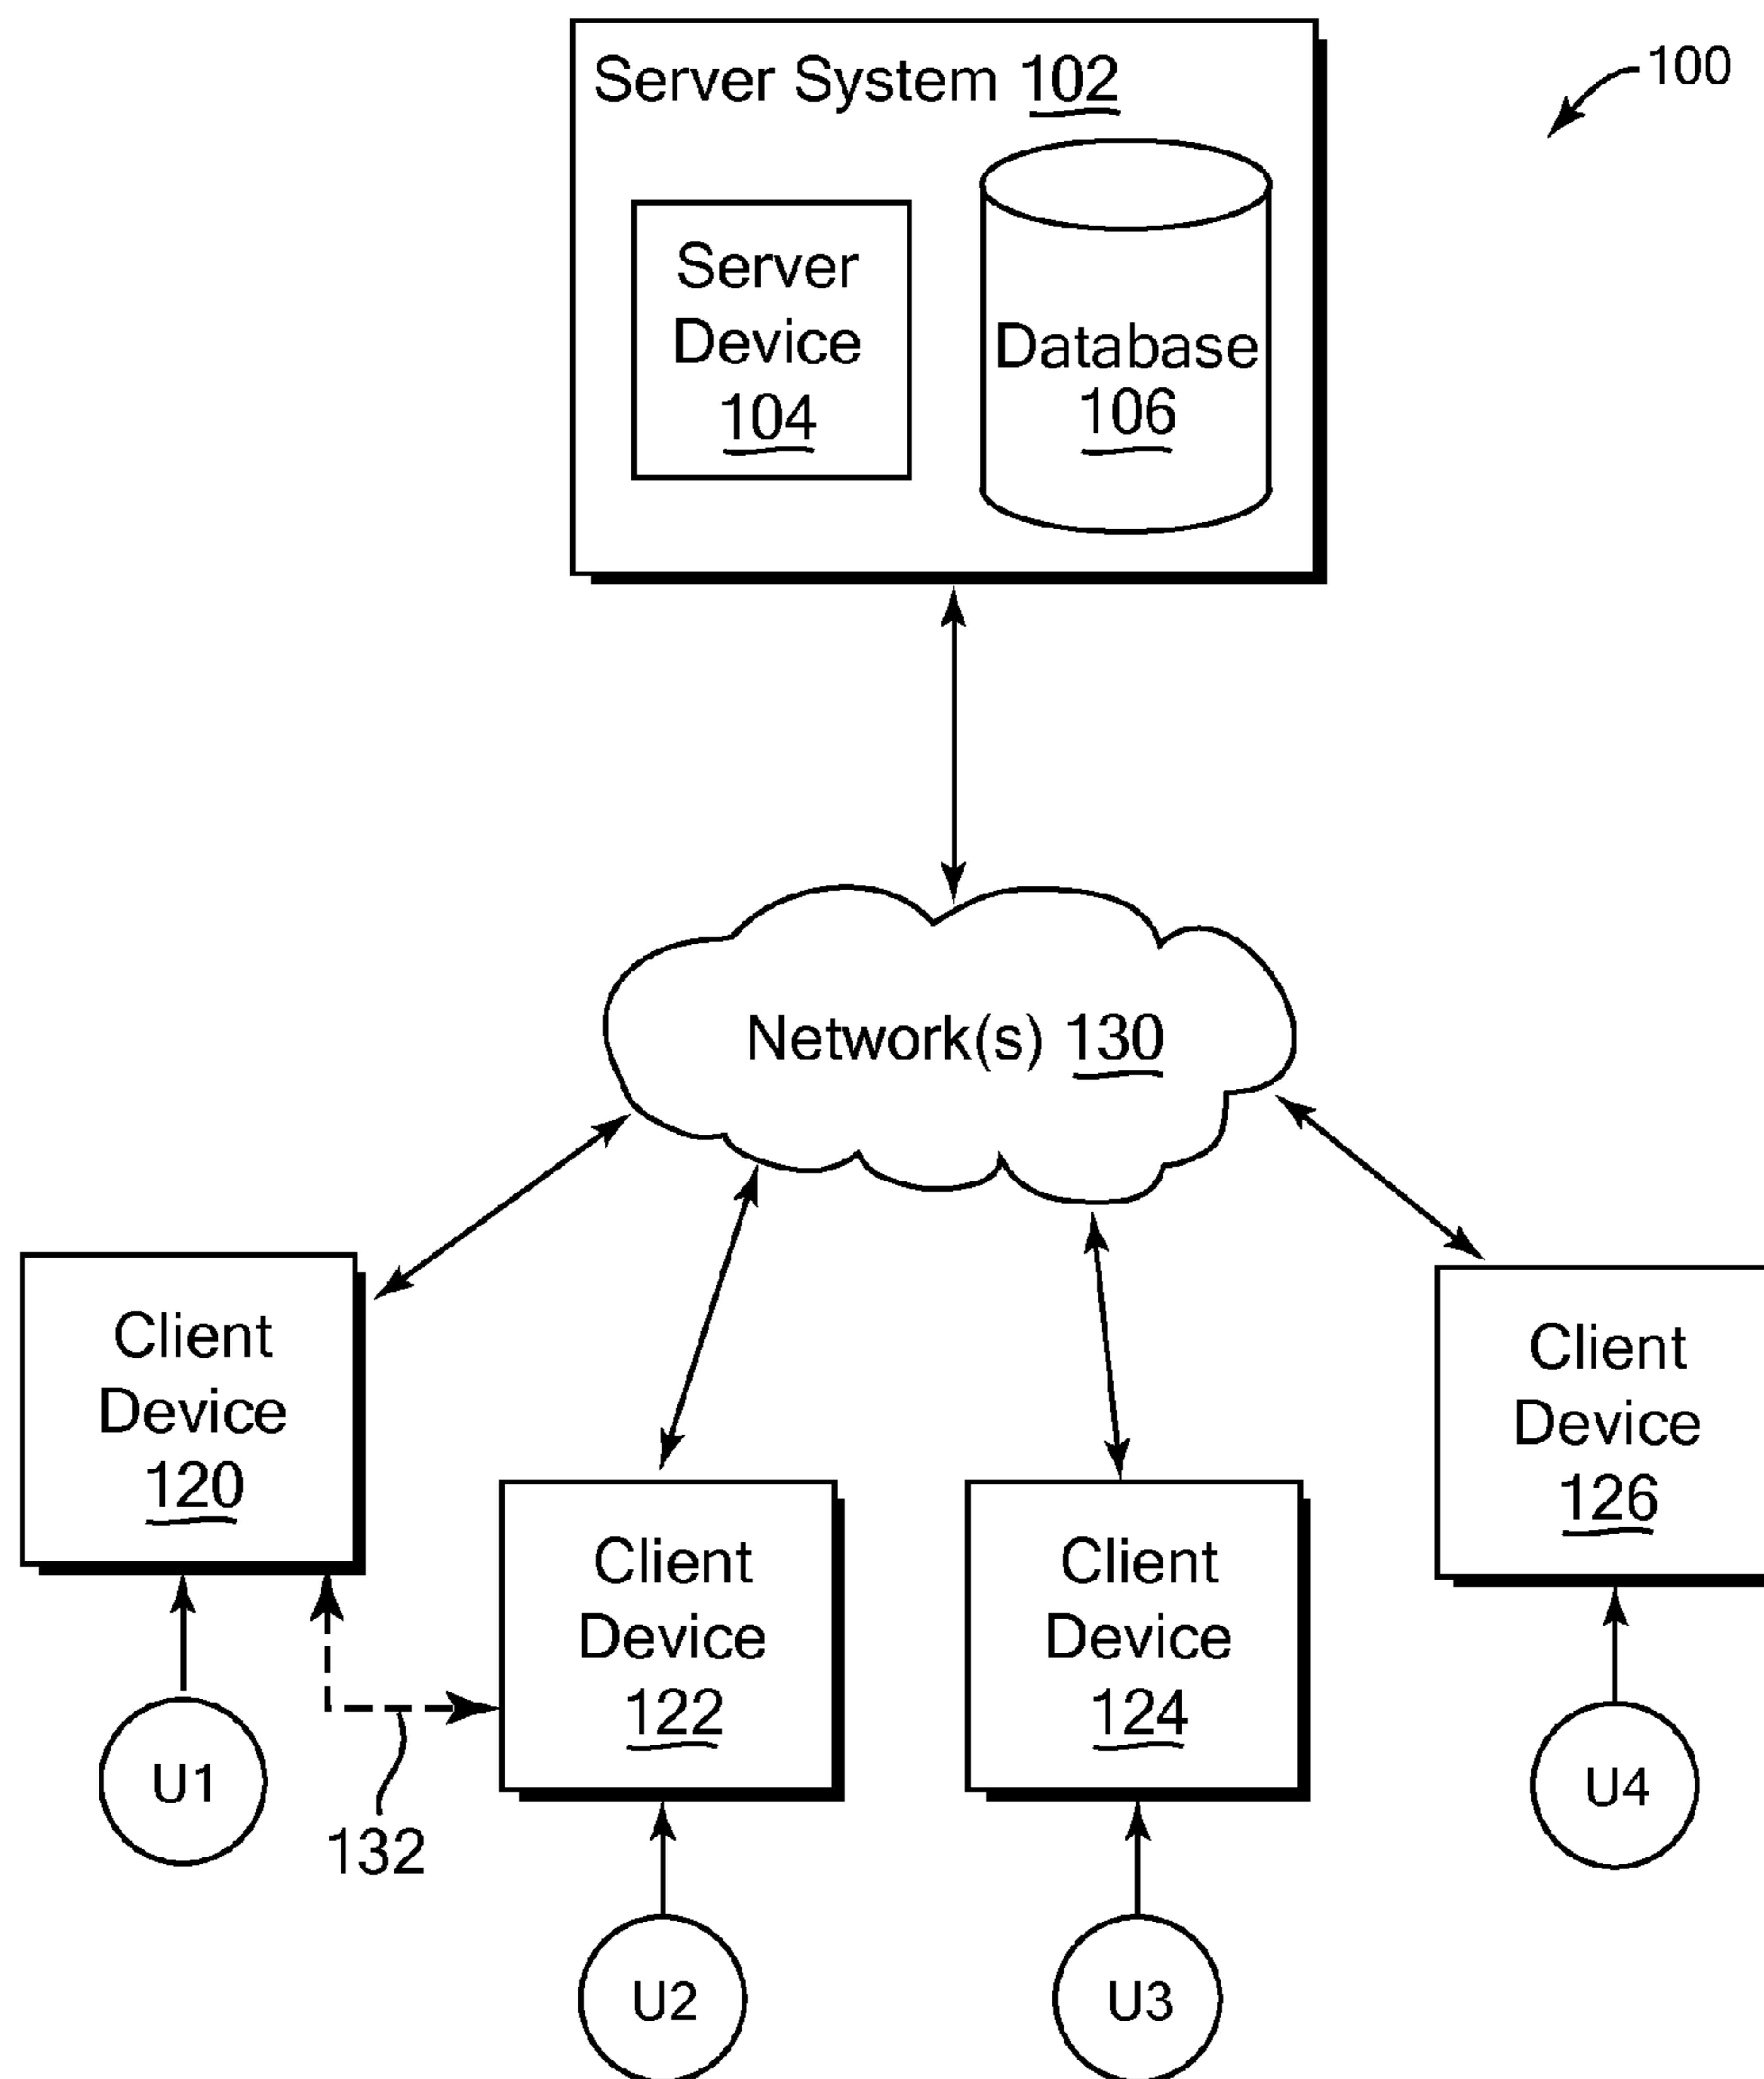 Server System 102
100
Server
Device
104
Database
106
Network(s) 130
Client
Device
120
Client
Device
122
Client
Device
124
Client
Device
126
U1
132
U2
U3
U4